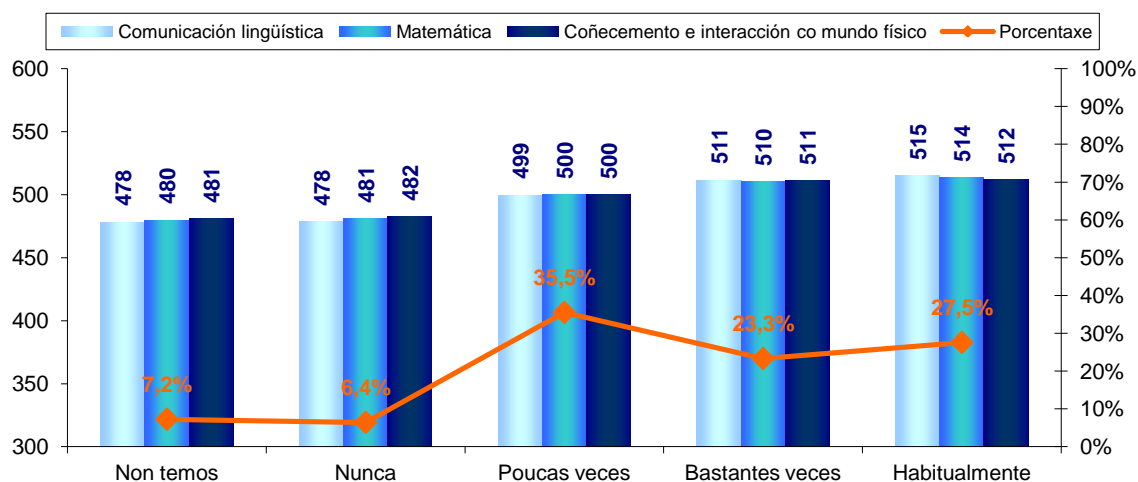 Comunicación lingüística Matemática Coñecemento e interacción co mundo físico Porcentaxe
600 100%
90%
550 80%
500 70%
60%
450 50%
400 40%
30%
350 20%
10%
300 0%
478 480 481 478 481 482 499 500 500 511 510 511 515 514 512
7,2% 6,4% 35,5% 23,3% 27,5%
Non temos Nunca Poucas veces Bastantes veces Habitualmente